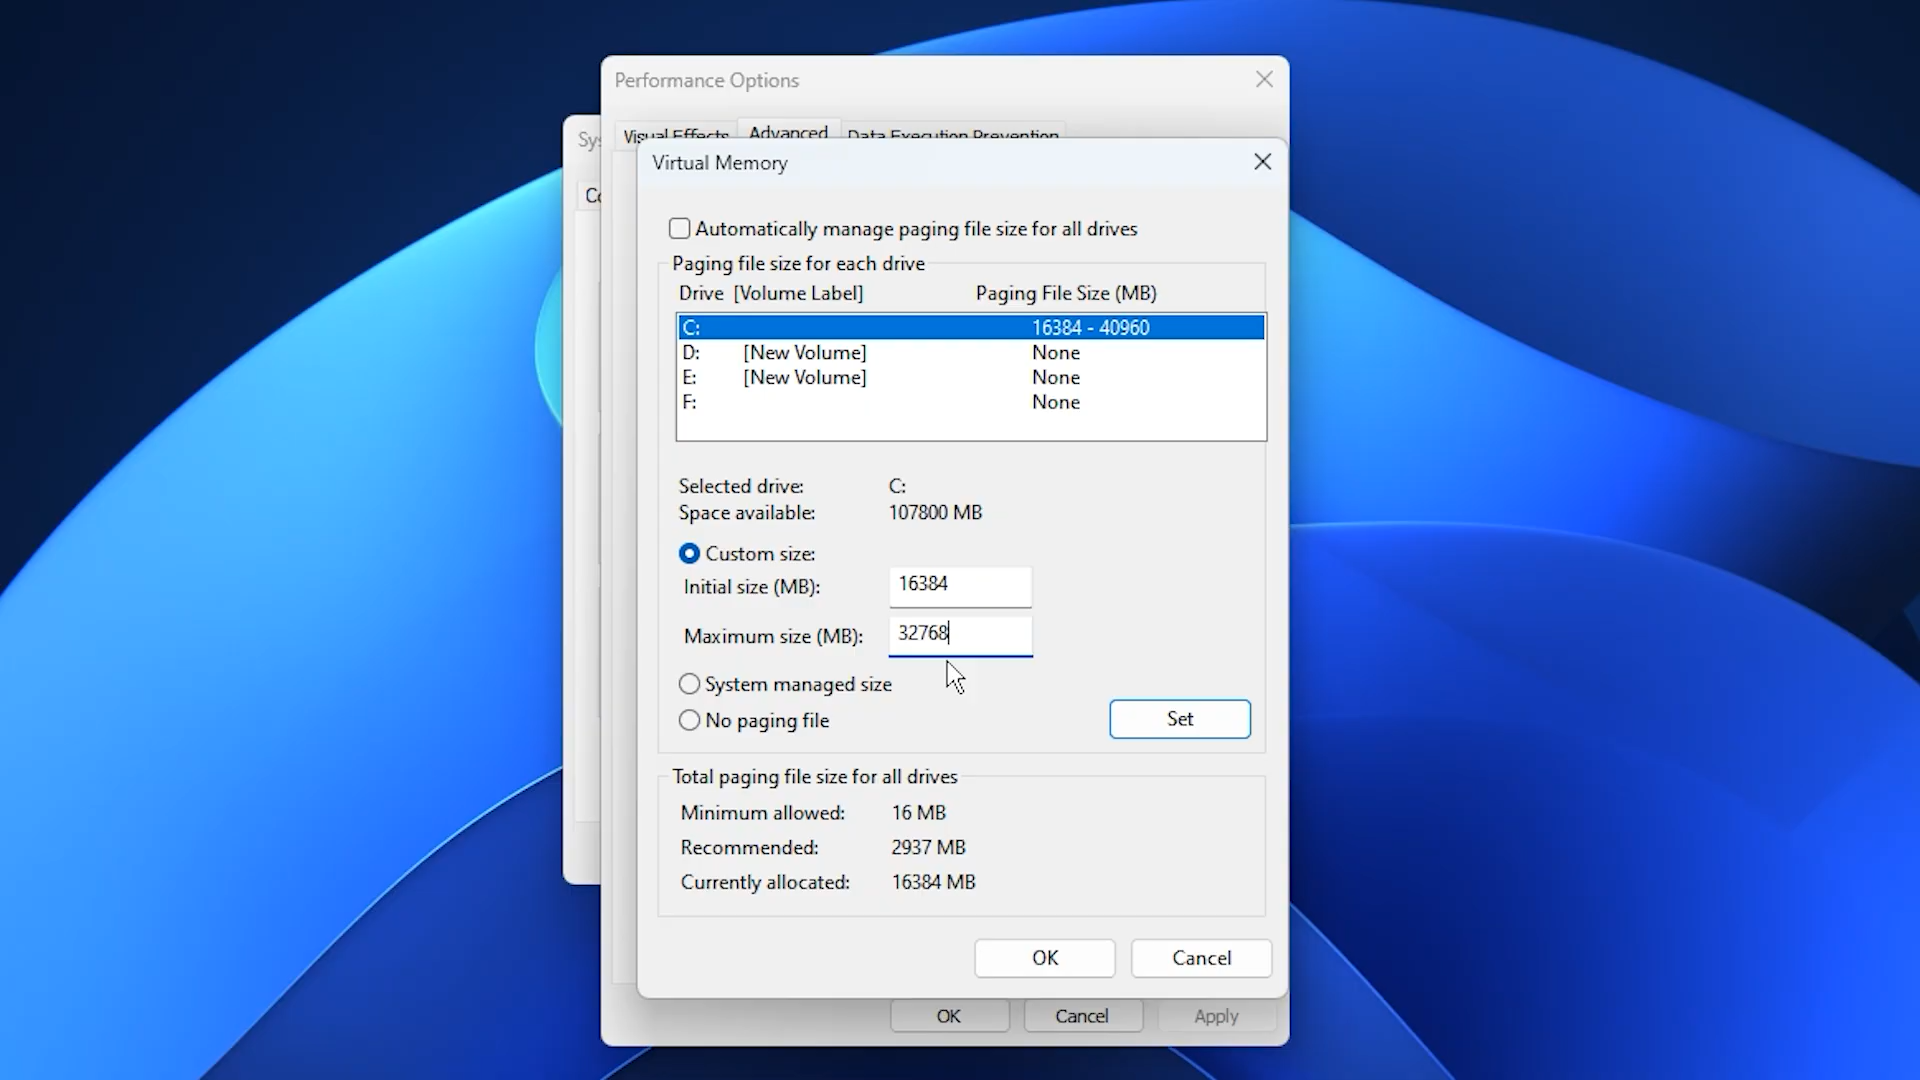 Performance Options
Sys
Visual Effects Advanced Data Execution Prevention
Virtual Memory
Co
Automatically manage paging file size for all drives
Paging file size for each drive
Drive [Volume Label] Paging File Size (MB)
C: 16384 - 40960
D: [New Volume] None
E: [New Volume] None
F: None
Selected drive: C:
Space available: 107800 MB
Custom size:
Initial size (MB): 16384
Maximum size (MB): 32768
System managed size
No paging file Set
Total paging file size for all drives
Minimum allowed: 16 MB
Recommended: 2937 MB
Currently allocated: 16384 MB
OK Cancel
OK Cancel Apply